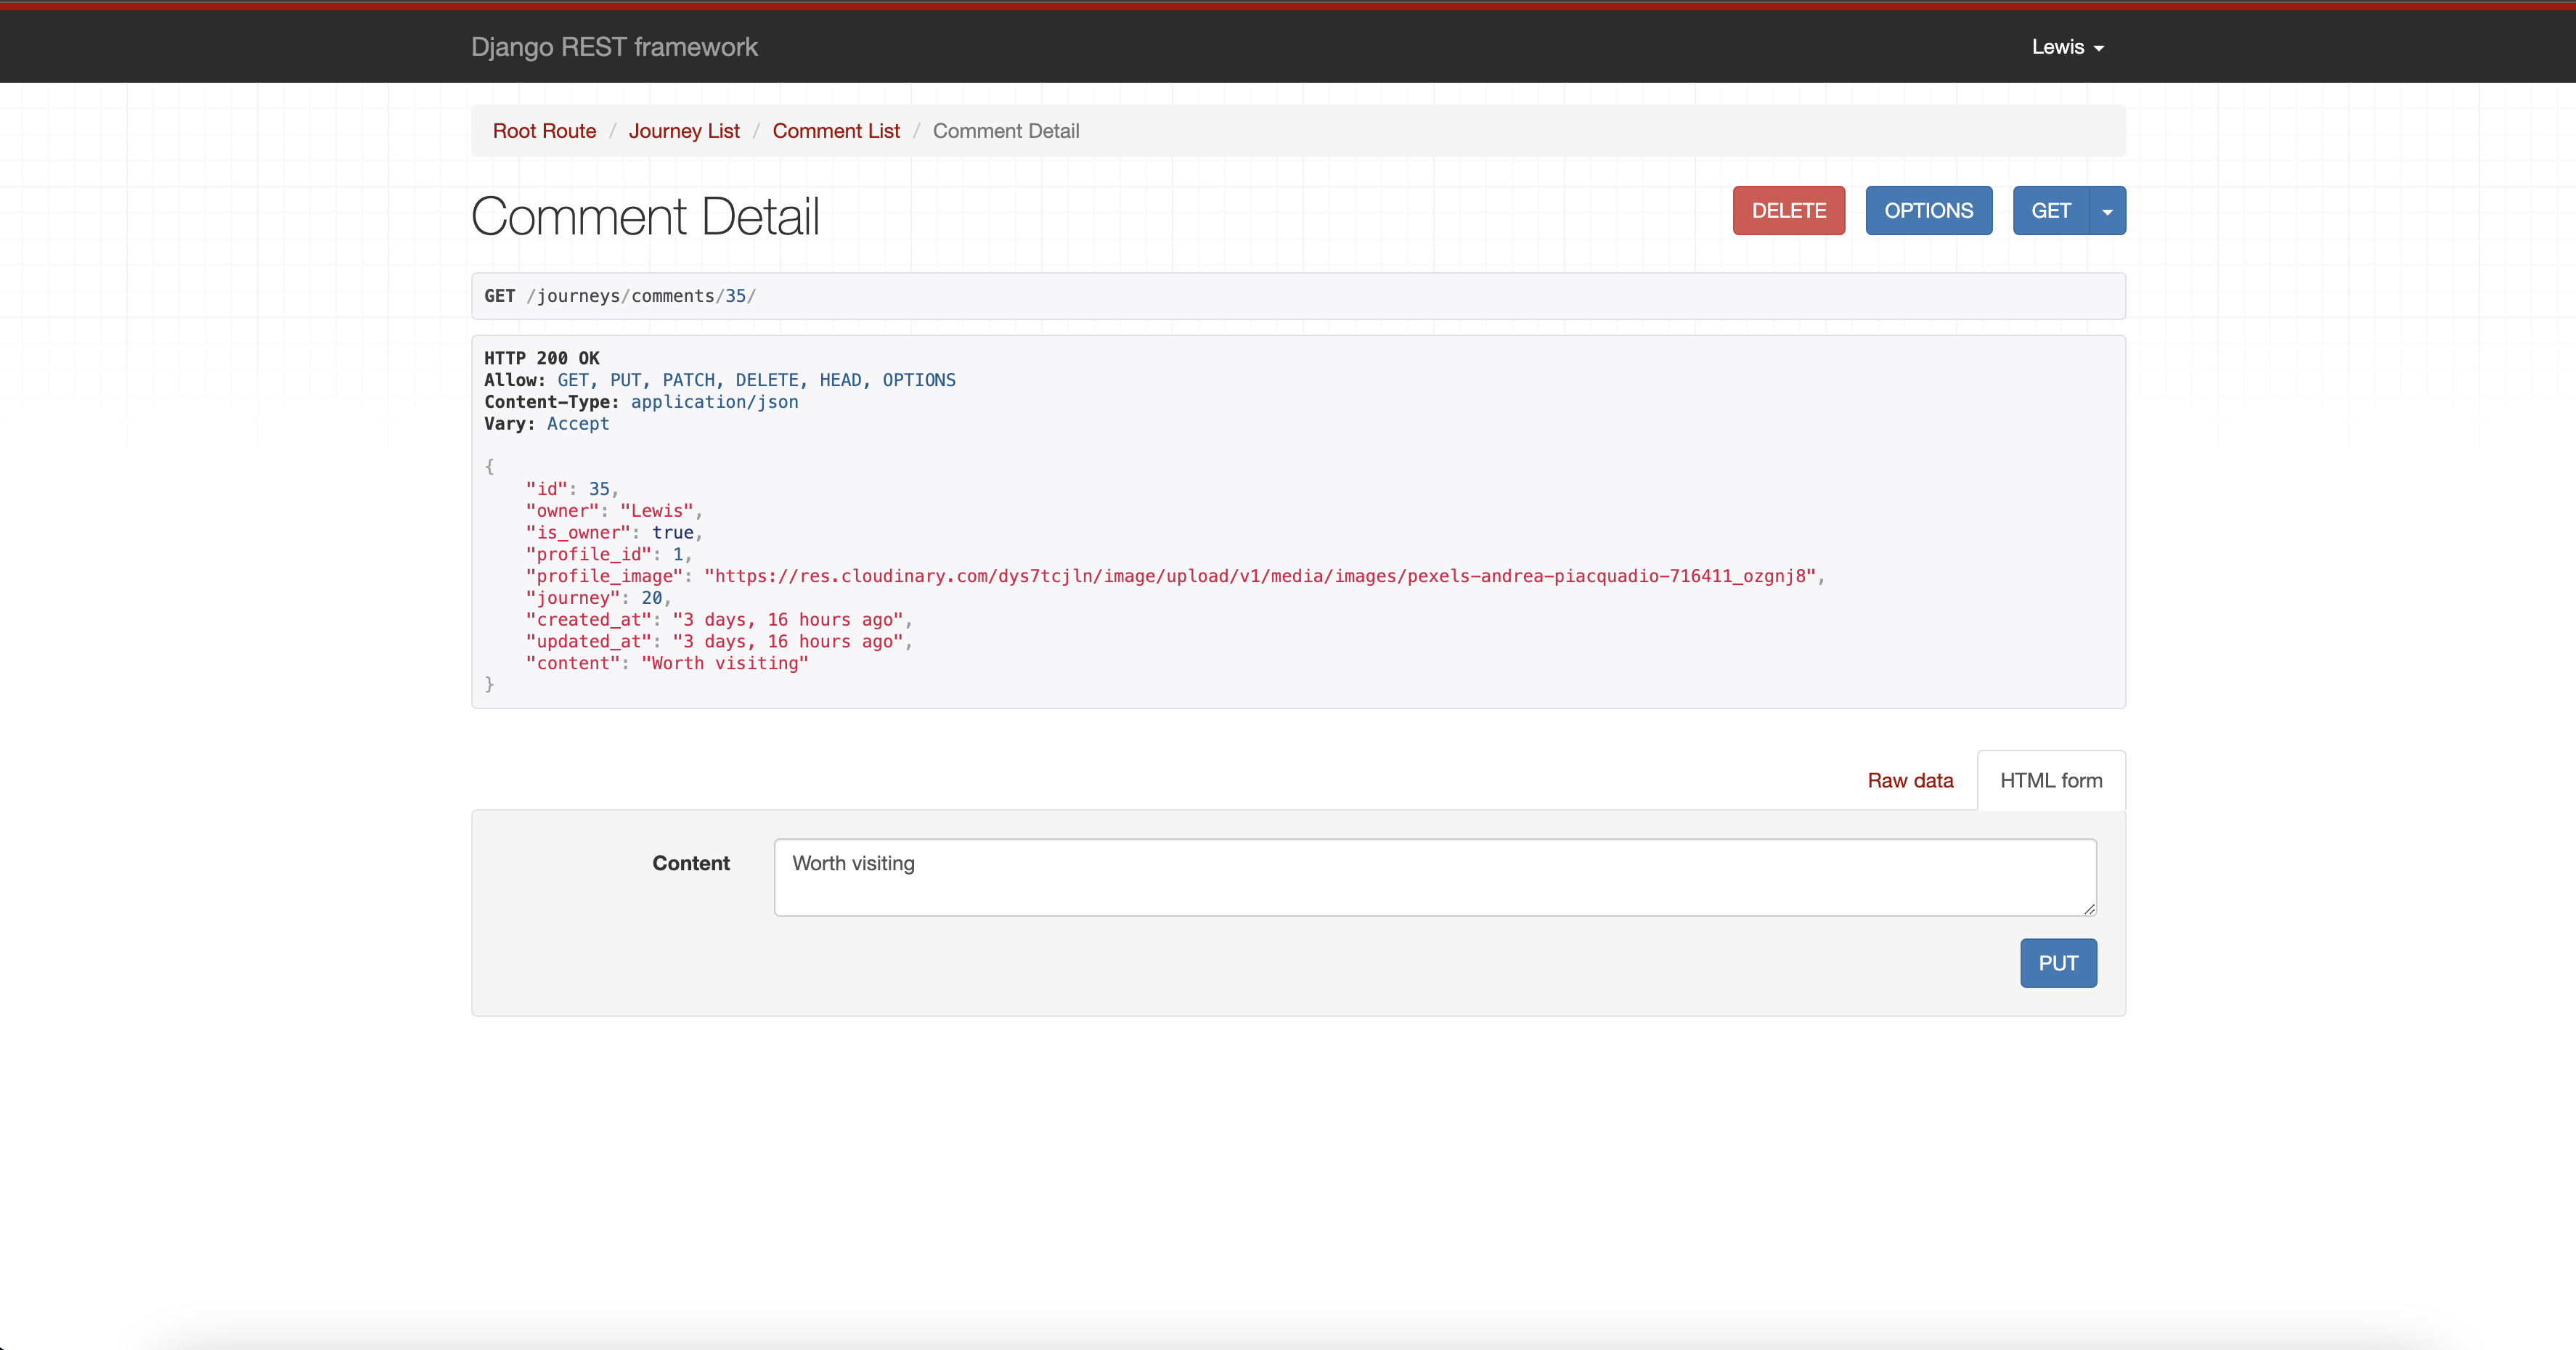 Django REST framework
Lewis
Root Route / Journey List / Comment List / Comment Detail
Comment Detail
DELETE
OPTIONS
GET
GET /journeys/comments/35/
HTTP 200 OK
Allow: GET, PUT, PATCH, DELETE, HEAD, OPTIONS
Content-Type: application/json
Vary: Accept
{
    "id": 35,
    "owner": "Lewis",
    "is_owner": true,
    "profile_id": 1,
    "profile_image": "https://res.cloudinary.com/dys7tcjln/image/upload/v1/media/images/pexels-andrea-piacquadio-716411_ozgnj8",
    "journey": 20,
    "created_at": "3 days, 16 hours ago",
    "updated_at": "3 days, 16 hours ago",
    "content": "Worth visiting"
}
Raw data
HTML form
Content
Worth visiting
PUT